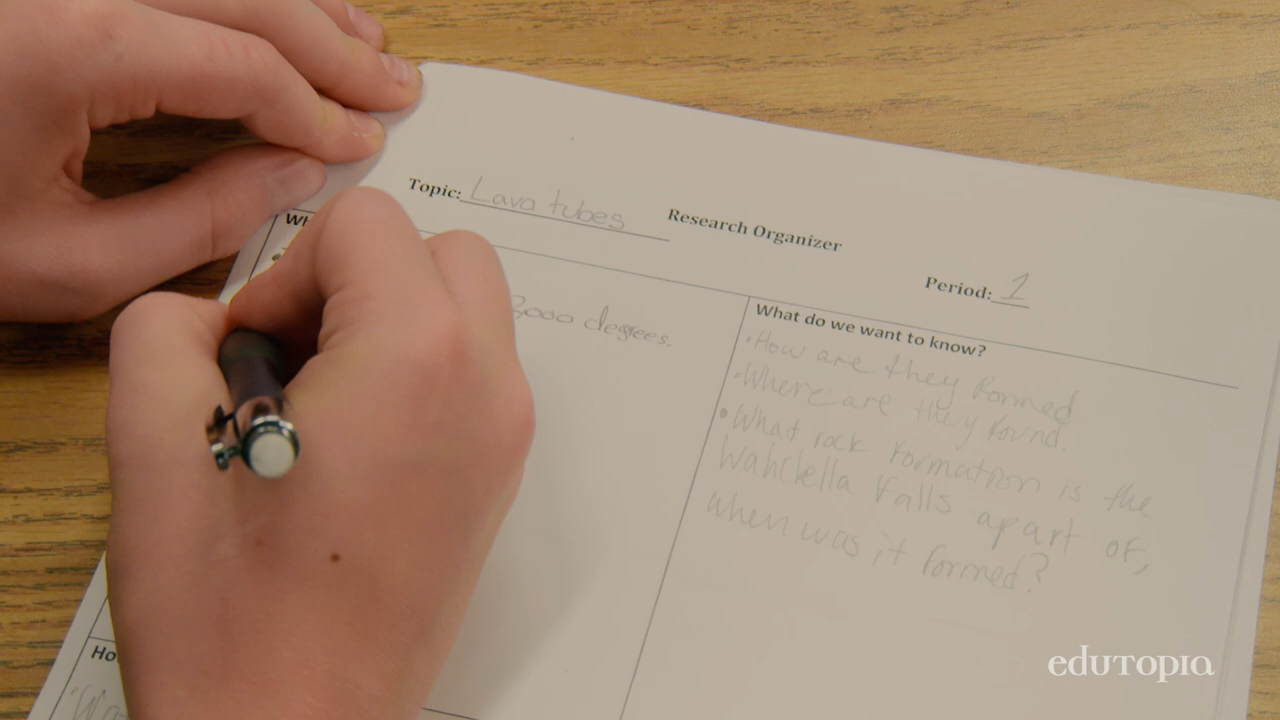 Topic: Lava tubes
Research Organizer
Period: 1
2000 degrees.
What do we want to know?
•How are they formed
•Where are they found.
•What rock formation is the
Wahclella Falls apart of,
when was it formed?
edutopia